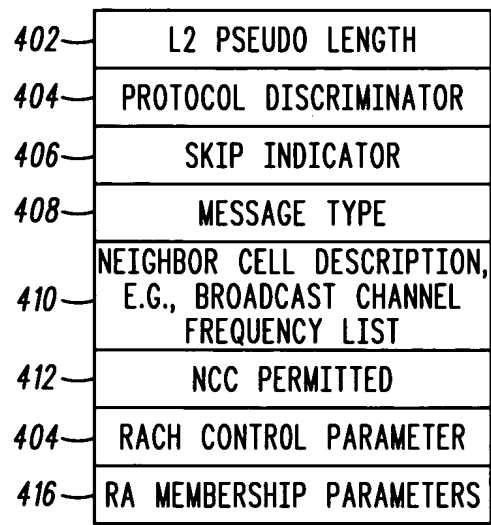 402 L2 PSEUDO LENGTH
404 PROTOCOL DISCRIMINATOR
406 SKIP INDICATOR
408 MESSAGE TYPE
NEIGHBOR CELL DESCRIPTION,
410 E.G., BROADCAST CHANNEL
FREQUENCY LIST
412 NCC PERMITTED
404 RACH CONTROL PARAMETER
416 RA MEMBERSHIP PARAMETERS